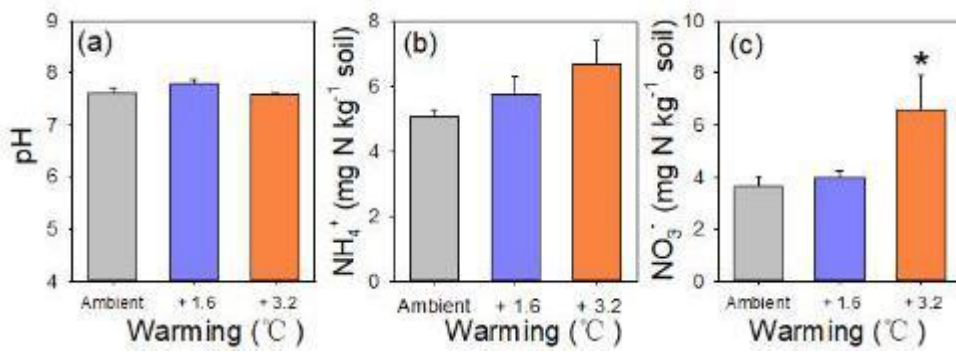 (a)
pH
9
8
7
6
5
4
Ambient + 1.6 + 3.2
Warming (℃)
(b)
NH₄⁺ (mg N kg⁻¹ soil)
8
6
4
2
0
Ambient + 1.6 + 3.2
Warming (℃)
(c)
NO₃⁻ (mg N kg⁻¹ soil)
10
8
6
4
2
0
*
Ambient + 1.6 + 3.2
Warming (℃)